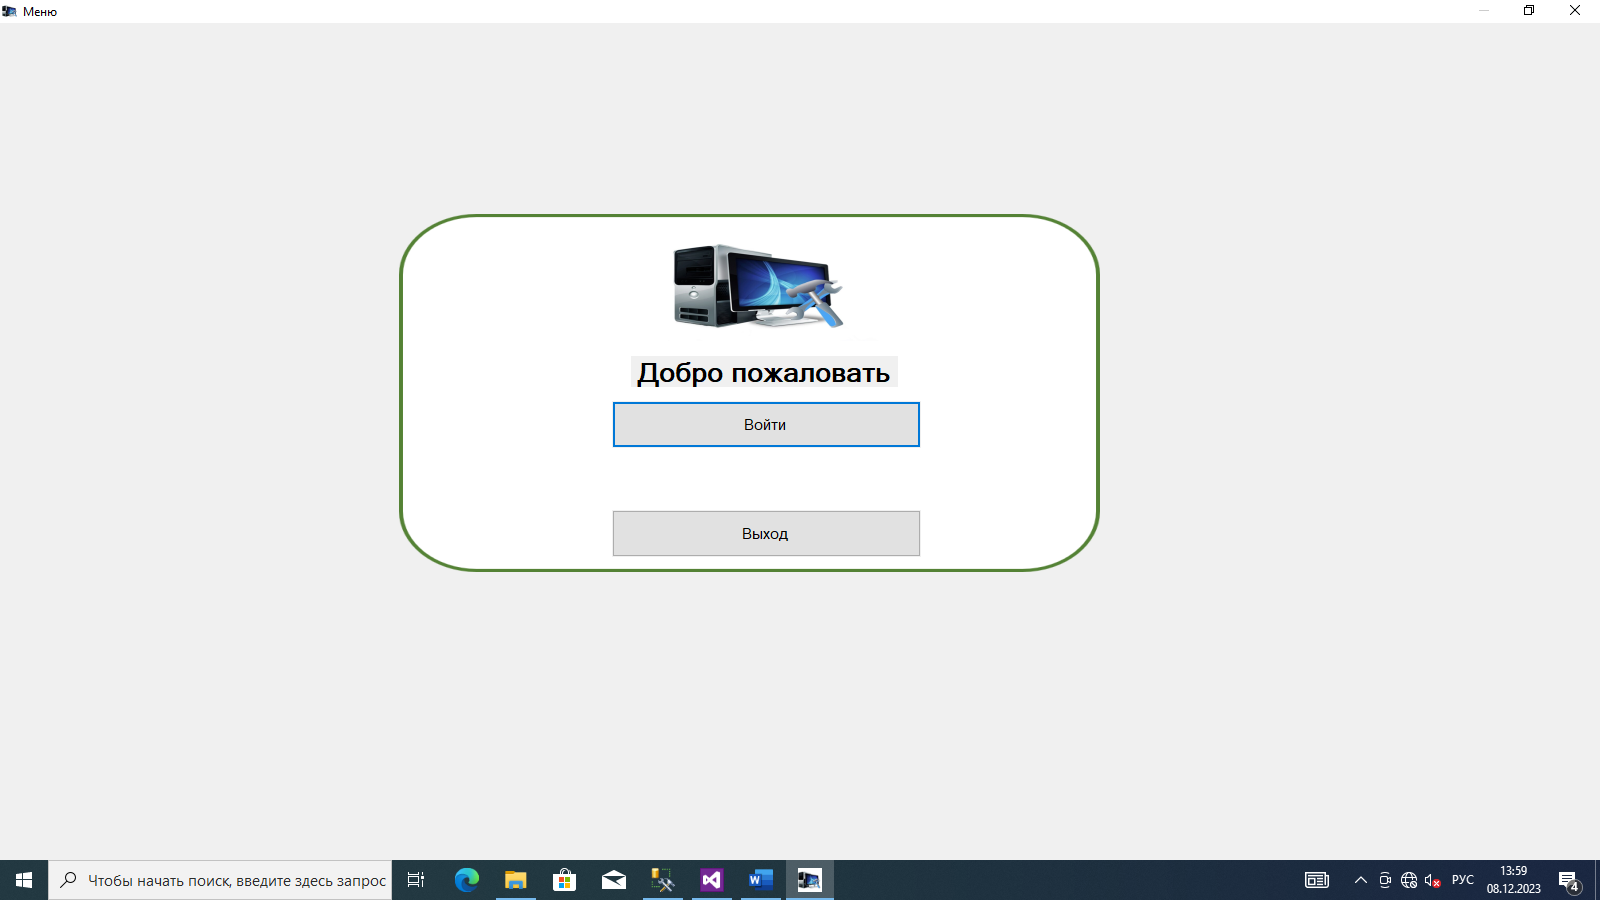 Меню
Добро пожаловать
Войти
Выход
Чтобы начать поиск, введите здесь запрос
РУС
13:59
08.12.2023
4